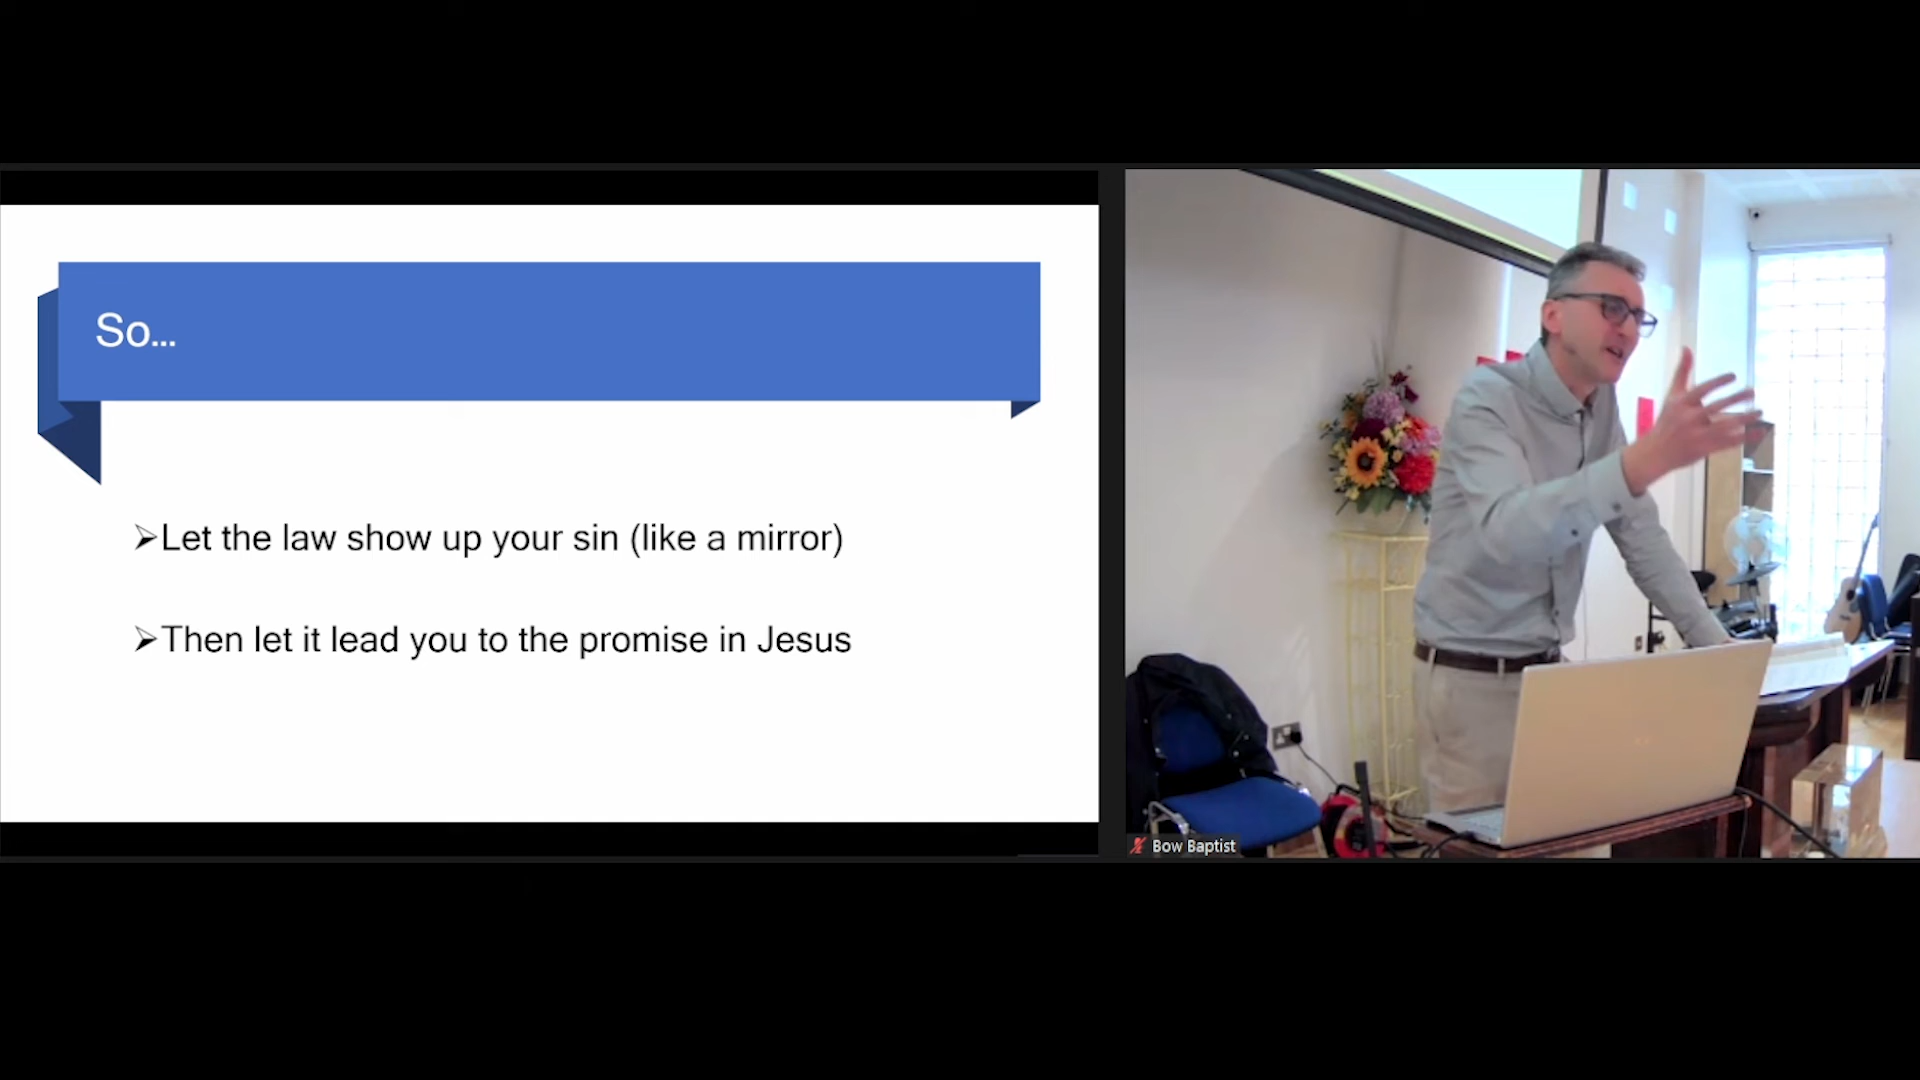 So...
➢Let the law show up your sin (like a mirror)
➢Then let it lead you to the promise in Jesus
Bow Baptist